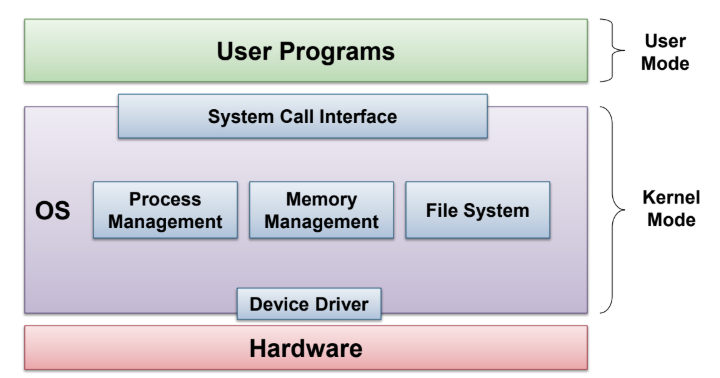 User Programs
User
Mode
System Call Interface
OS
Process
Management
Memory
Management
File System
Kernel
Mode
Device Driver
Hardware